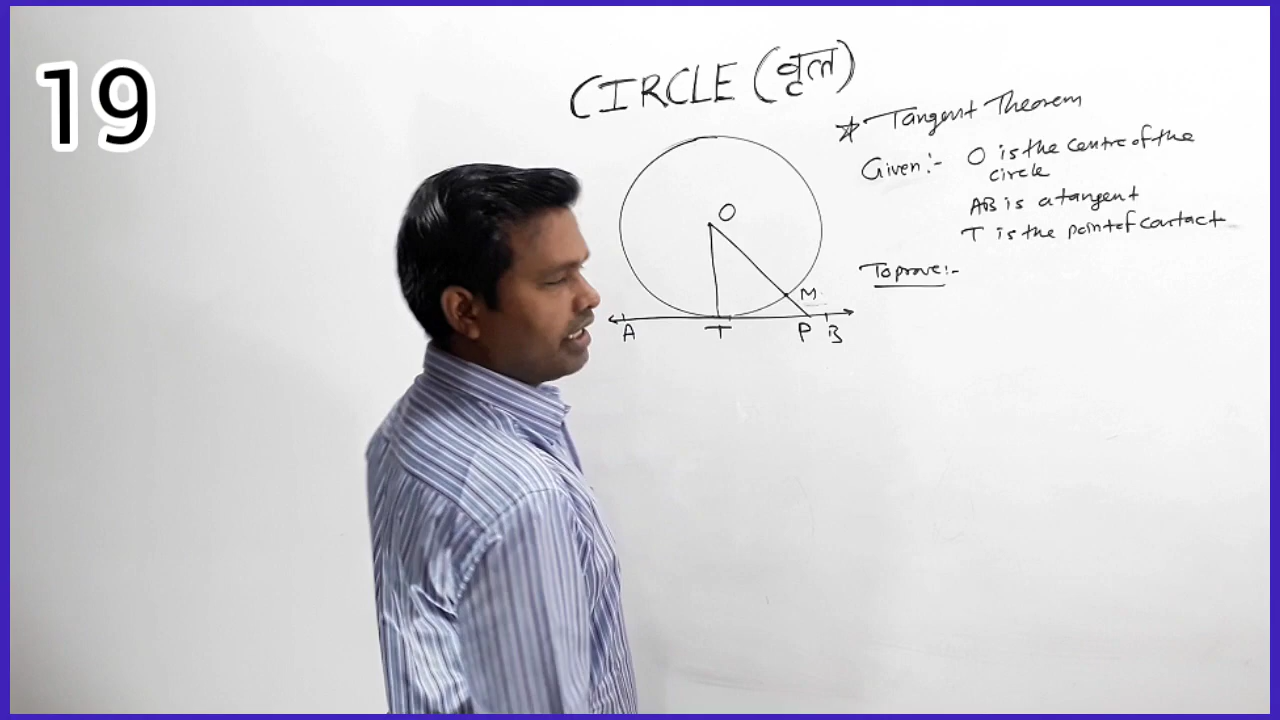 19
CIRCLE (वृत)
☆ Tangent Theorem
Given:- O is the centre of the
circle
AB is a tangent
T is the point of contact
To prove:-
O
M
A T P B